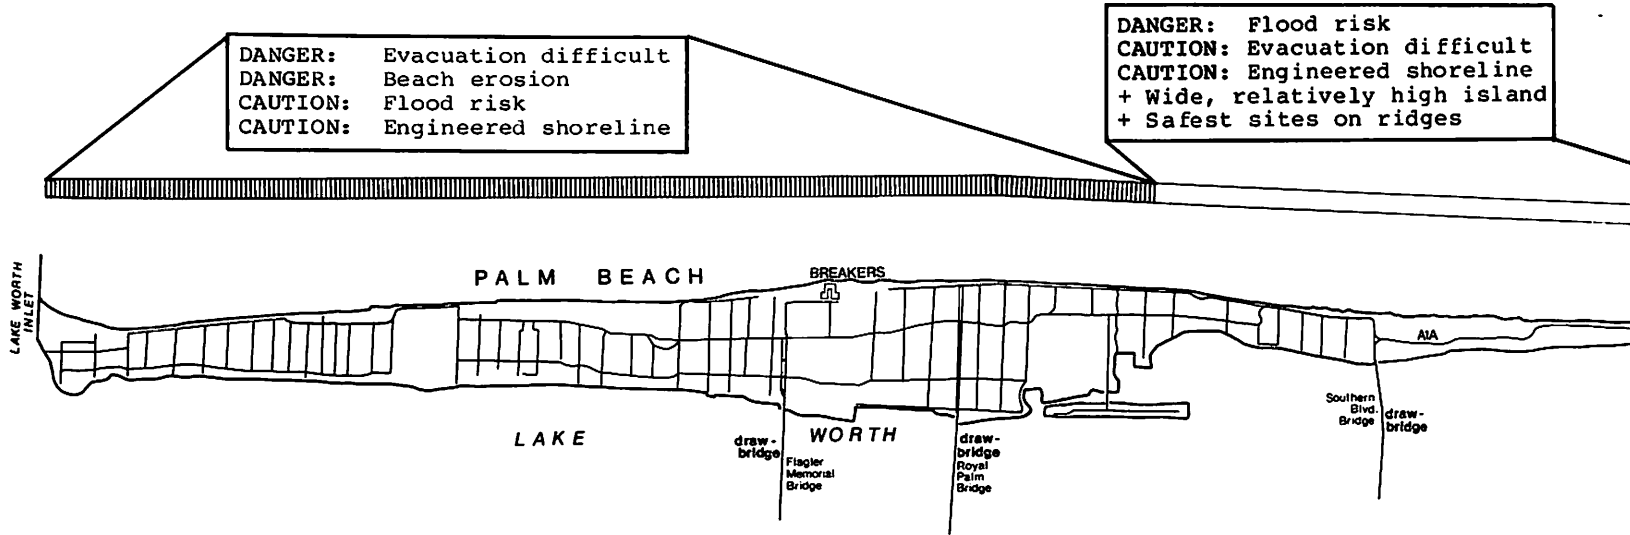 DANGER: Evacuation difficult
DANGER: Beach erosion
CAUTION: Flood risk
CAUTION: Engineered shoreline
DANGER: Flood risk
CAUTION: Evacuation difficult
CAUTION: Engineered shoreline
+ Wide, relatively high island
+ Safest sites on ridges
LAKE WORTH
INLET
PALM BEACH
BREAKERS
A1A
LAKE WORTH
draw-
bridge
Flagler
Memorial
Bridge
draw-
bridge
Royal
Palm
Bridge
Southern
Blvd.
Bridge
draw-
bridge